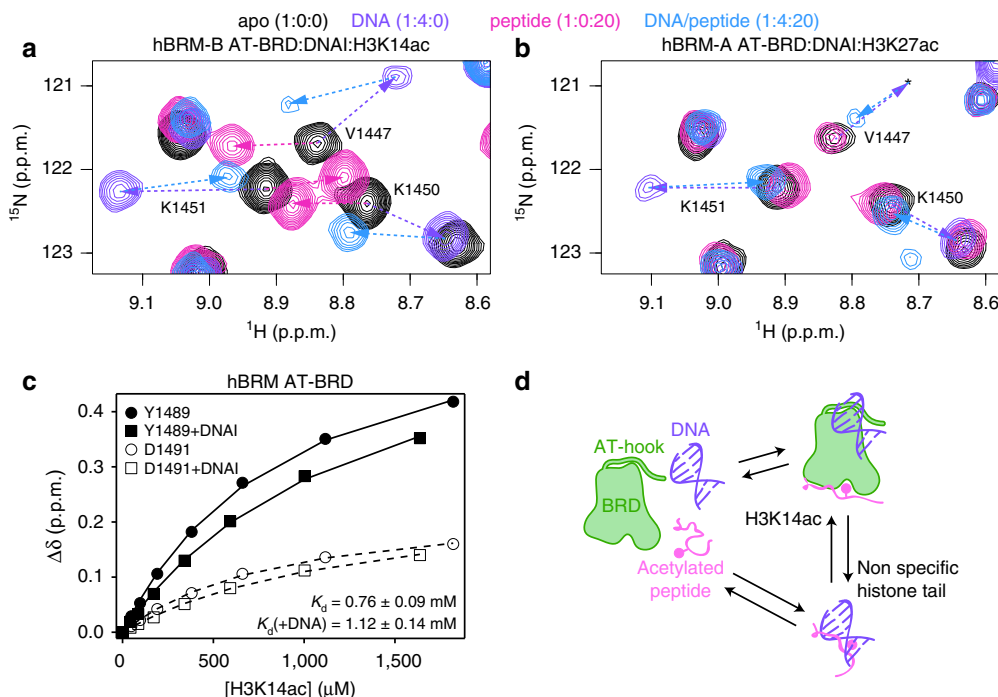 apo (1:0:0) DNA (1:4:0) peptide (1:0:20) DNA/peptide (1:4:20)
a
hBRM-B AT-BRD:DNAI:H3K14ac
121
122
123
¹⁵N (p.p.m.)
V1447
K1450
K1451
9.1 9.0 8.9 8.8 8.7 8.6
¹H (p.p.m.)
b
hBRM-A AT-BRD:DNAI:H3K27ac
121
122
123
¹⁵N (p.p.m.)
*
V1447
K1450
K1451
9.1 9.0 8.9 8.8 8.7 8.6
¹H (p.p.m.)
c
hBRM AT-BRD
0.4
0.3
0.2
0.1
0.0
Δδ (p.p.m.)
Y1489
Y1489+DNAI
D1491
D1491+DNAI
Kd = 0.76 ± 0.09 mM
Kd(+DNA) = 1.12 ± 0.14 mM
0 500 1,000 1,500
[H3K14ac] (μM)
d
DNA
AT-hook
BRD
H3K14ac
Acetylated
peptide
Non specific
histone tail